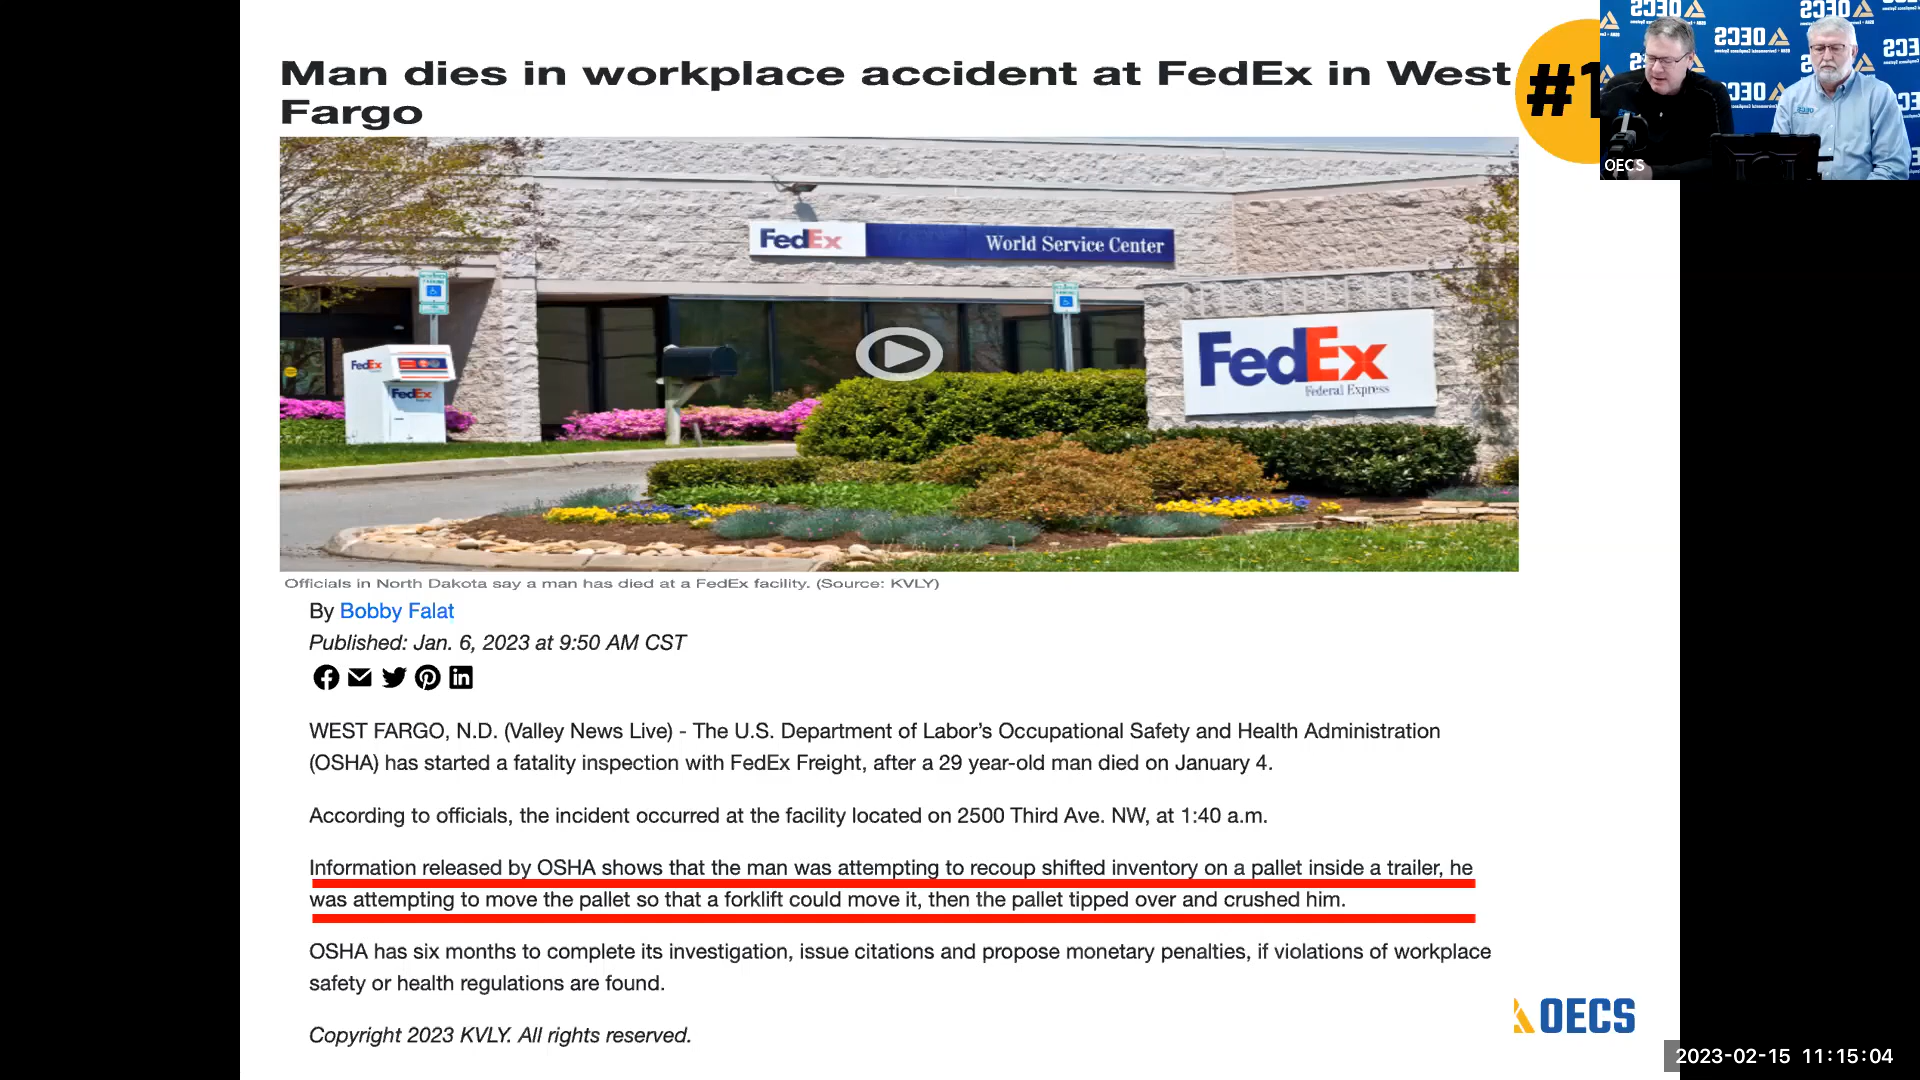 Man dies in workplace accident at FedEx in West
Fargo
#1
OECS
FedEx World Service Center
FedEx
FedEx
FedEx
Federal Express
Officials in North Dakota say a man has died at a FedEx facility. (Source: KVLY)
By Bobby Falat
Published: Jan. 6, 2023 at 9:50 AM CST
WEST FARGO, N.D. (Valley News Live) - The U.S. Department of Labor’s Occupational Safety and Health Administration
(OSHA) has started a fatality inspection with FedEx Freight, after a 29 year-old man died on January 4.
According to officials, the incident occurred at the facility located on 2500 Third Ave. NW, at 1:40 a.m.
Information released by OSHA shows that the man was attempting to recoup shifted inventory on a pallet inside a trailer, he
was attempting to move the pallet so that a forklift could move it, then the pallet tipped over and crushed him.
OSHA has six months to complete its investigation, issue citations and propose monetary penalties, if violations of workplace
safety or health regulations are found.
Copyright 2023 KVLY. All rights reserved.
OECS
2023-02-15 11:15:04